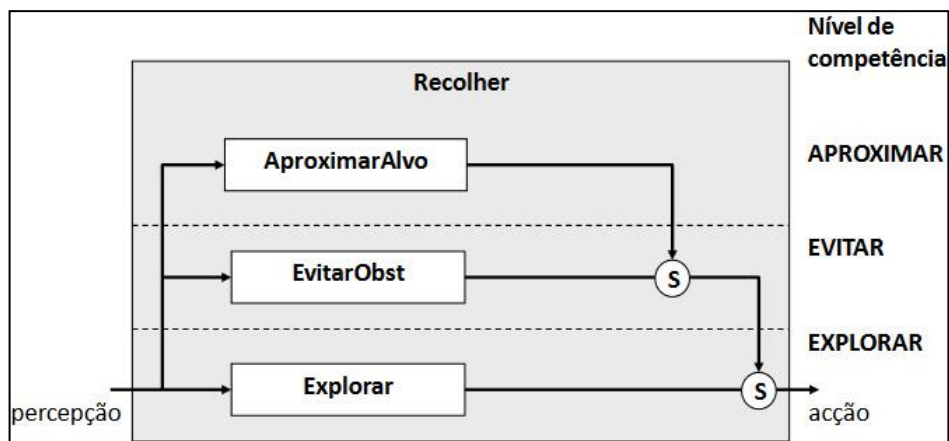 Nível de
competência
Recolher
AproximarAlvo
APROXIMAR
EVITAR
EvitarObst
S
EXPLORAR
Explorar
S
percepção
acção